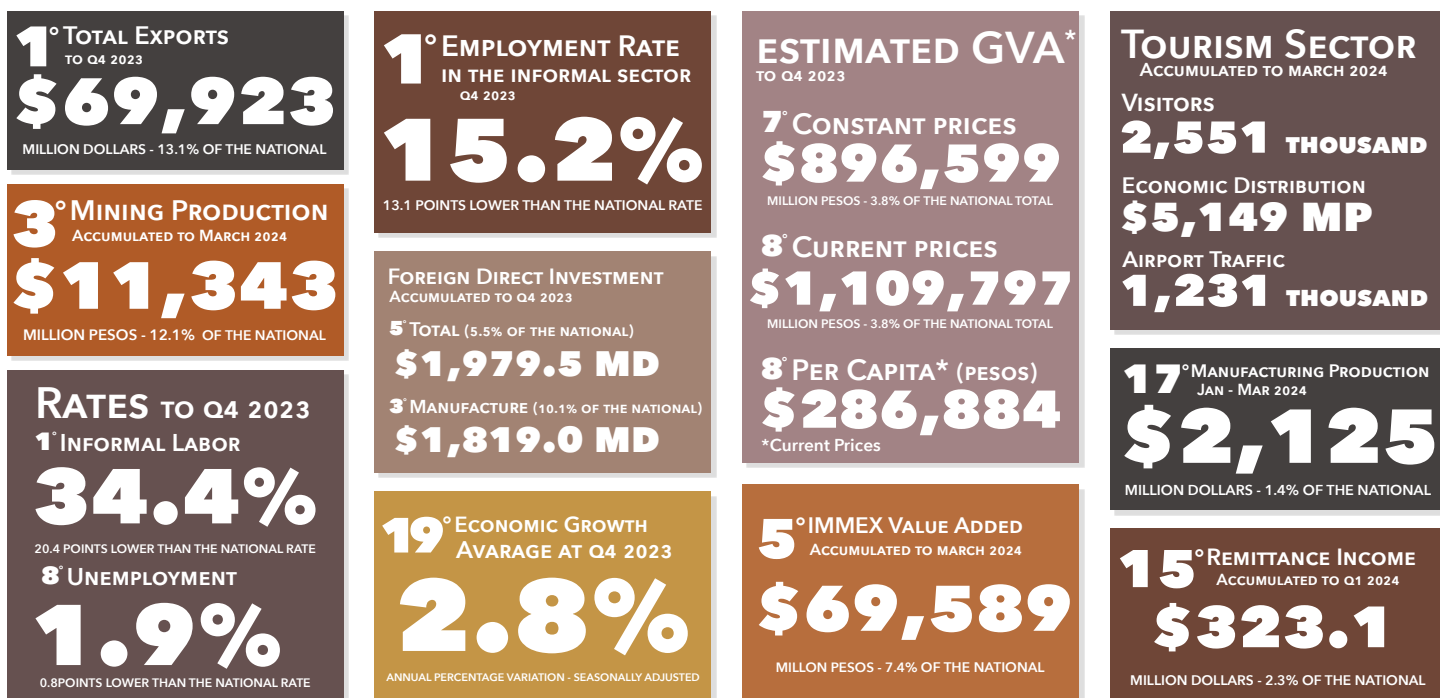 1° Total Exports
to Q4 2023
$69,923
MILLION DOLLARS - 13.1% OF THE NATIONAL
3° Mining Production
Accumulated to March 2024
$11,343
MILLION PESOS - 12.1% OF THE NATIONAL
Rates to Q4 2023
1° Informal Labor
34.4%
20.4 POINTS LOWER THAN THE NATIONAL RATE
8° Unemployment
1.9%
0.8POINTS LOWER THAN THE NATIONAL RATE
1° Employment Rate
in the informal sector
Q4 2023
15.2%
13.1 POINTS LOWER THAN THE NATIONAL RATE
Foreign Direct Investment
Accumulated to Q4 2023
5° Total (5.5% of the national)
$1,979.5 MD
3° Manufacture (10.1% of the national)
$1,819.0 MD
19° Economic Growth
Avarage at Q4 2023
2.8%
ANNUAL PERCENTAGE VARIATION - SEASONALLY ADJUSTED
estimated GVA*
to Q4 2023
7° Constant prices
$896,599
MILLION PESOS - 3.8% OF THE NATIONAL TOTAL
8° Current prices
$1,109,797
MILLION PESOS - 3.8% OF THE NATIONAL TOTAL
8° Per Capita* (pesos)
$286,884
*Current Prices
5° IMMEX Value Added
Accumulated to march 2024
$69,589
MILLON PESOS - 7.4% OF THE NATIONAL
Tourism Sector
Accumulated to march 2024
Visitors
2,551 thousand
Economic Distribution
$5,149 MP
Airport Traffic
1,231 thousand
17° Manufacturing Production
Jan - Mar 2024
$2,125
MILLION DOLLARS - 1.4% OF THE NATIONAL
15° Remittance Income
Accumulated to Q1 2024
$323.1
MILLION DOLLARS - 2.3% OF THE NATIONAL